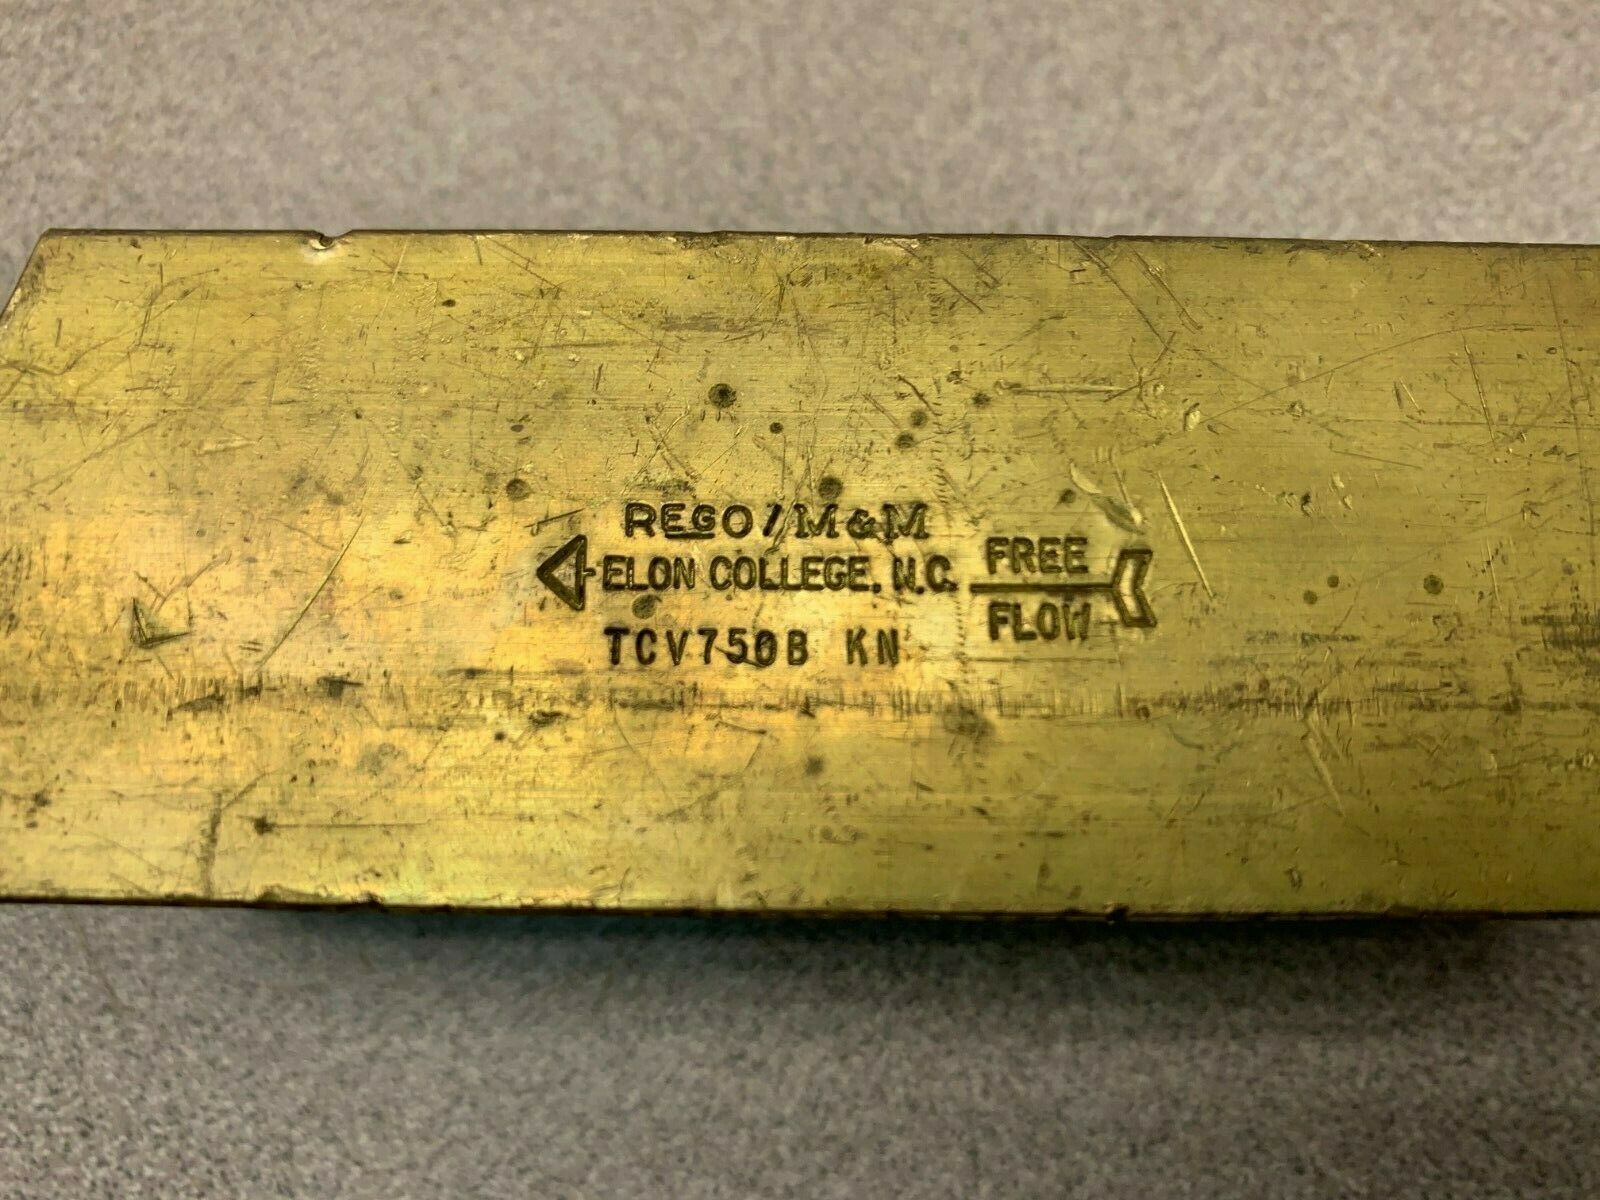 REGO/M&M
ELON COLLEGE, N.C.
TCV750B KN
FREE
FLOW